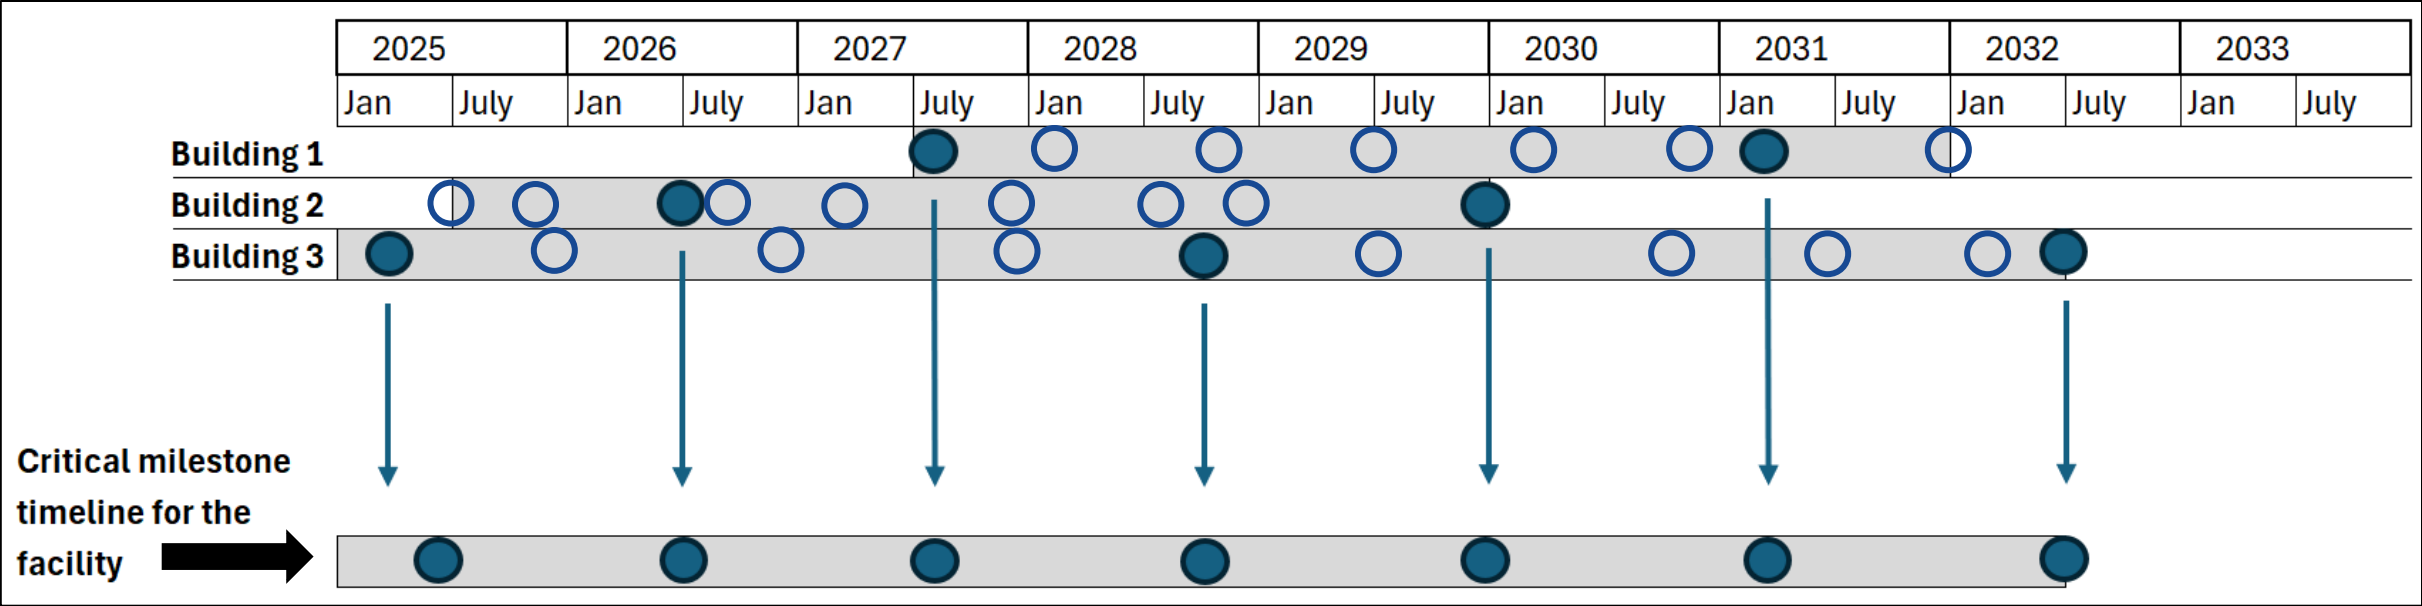 2025 2026 2027 2028 2029 2030 2031 2032 2033
Jan July Jan July Jan July Jan July Jan July Jan July Jan July Jan July Jan July
Building 1
Building 2
Building 3
Critical milestone
timeline for the
facility